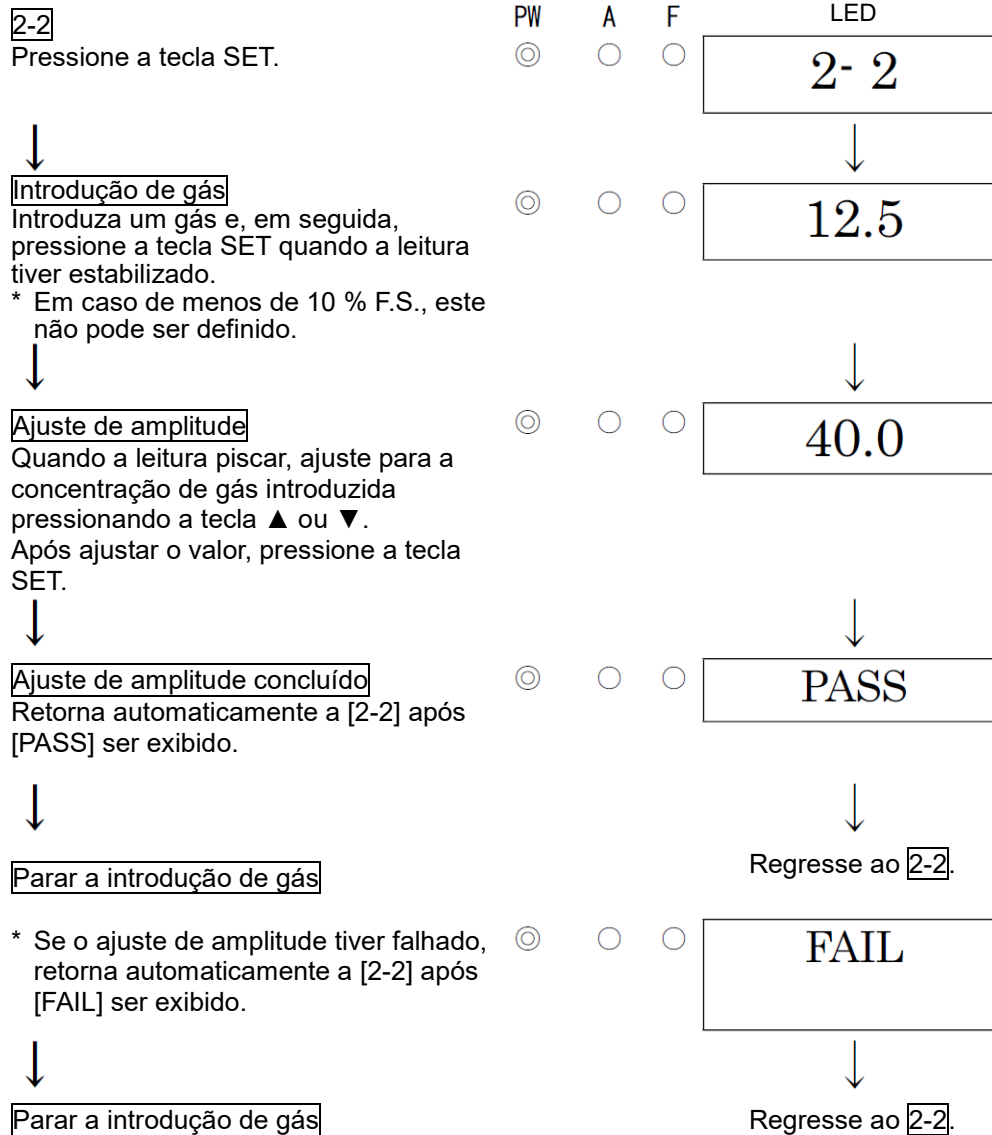 PW A F LED
2-2
Pressione a tecla SET.
2- 2
Introdução de gás
Introduza um gás e, em seguida,
pressione a tecla SET quando a leitura
tiver estabilizado.
* Em caso de menos de 10 % F.S., este
não pode ser definido.
12.5
Ajuste de amplitude
Quando a leitura piscar, ajuste para a
concentração de gás introduzida
pressionando a tecla ▲ ou ▼.
Após ajustar o valor, pressione a tecla
SET.
40.0
Ajuste de amplitude concluído
Retorna automaticamente a [2-2] após
[PASS] ser exibido.
PASS
Parar a introdução de gás
Regresse ao 2-2.
* Se o ajuste de amplitude tiver falhado,
retorna automaticamente a [2-2] após
[FAIL] ser exibido.
FAIL
Parar a introdução de gás
Regresse ao 2-2.